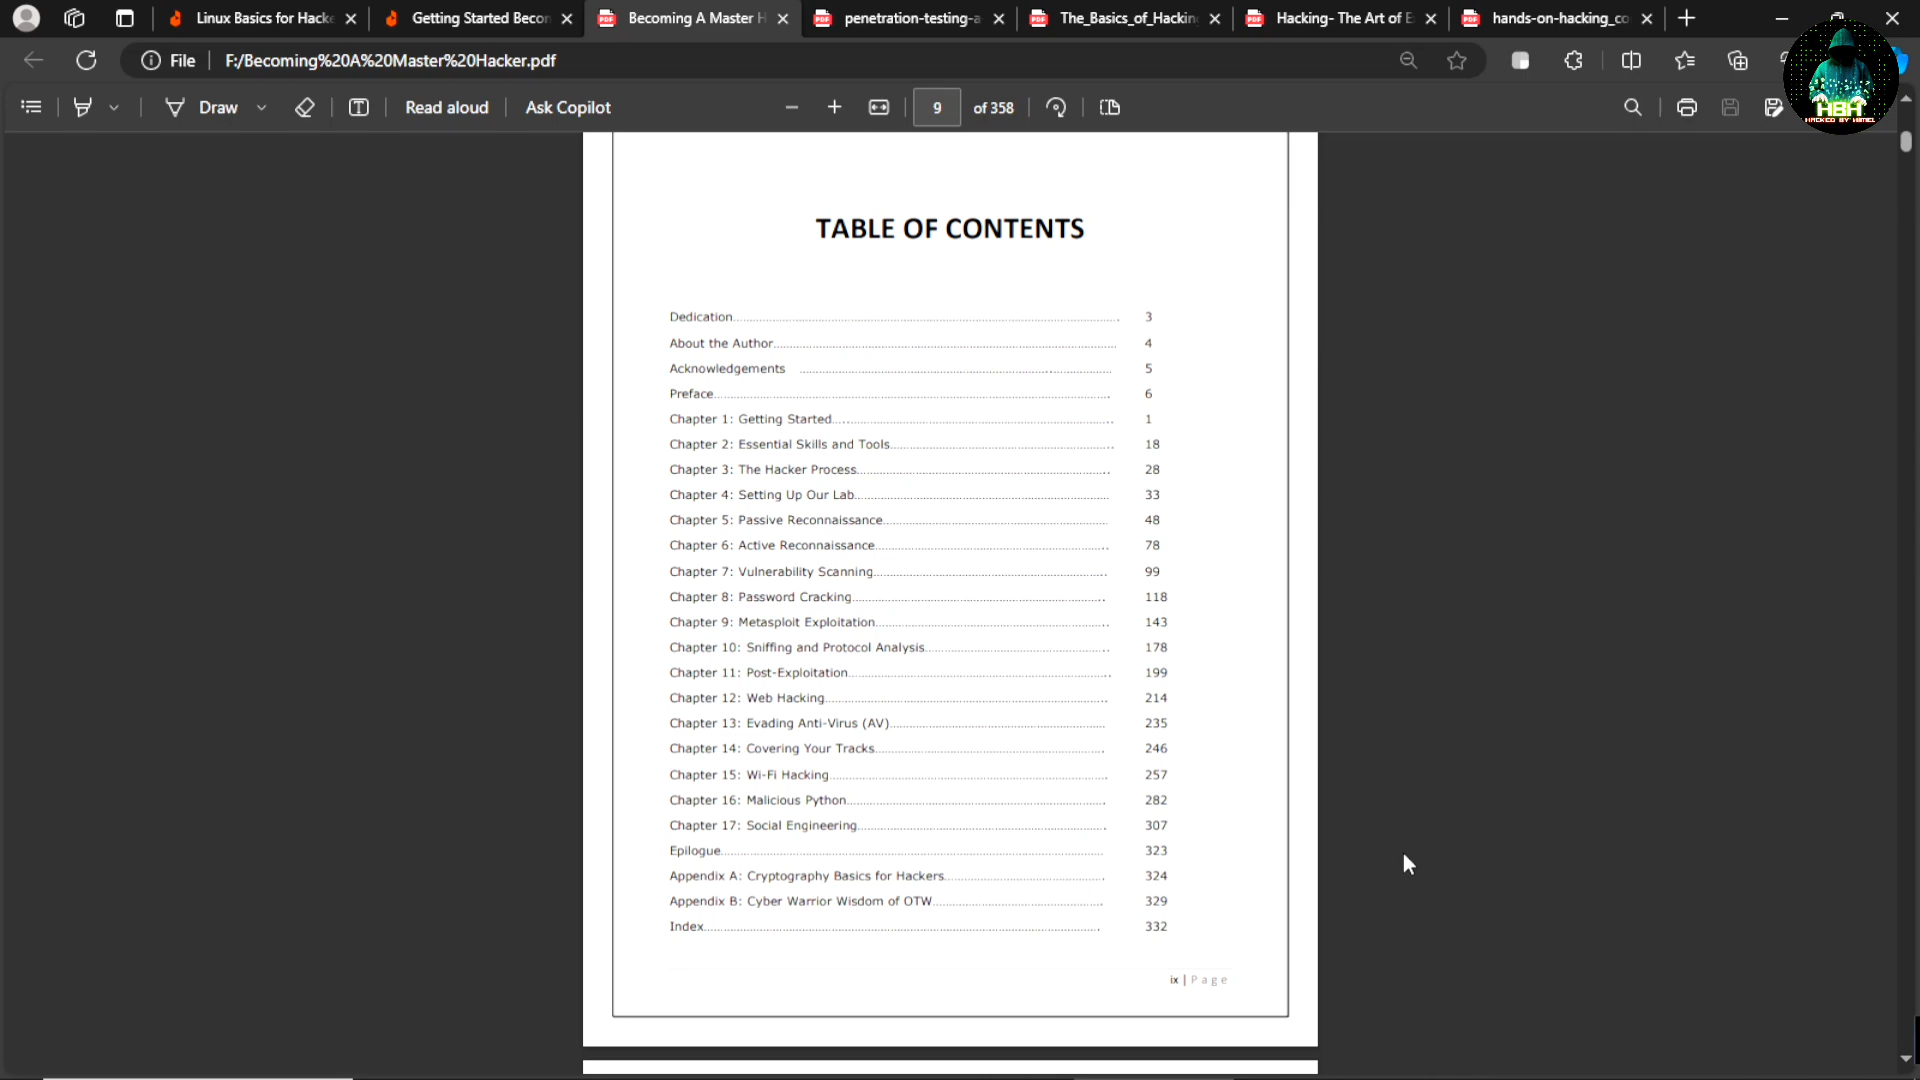 Linux Basics for Hacke
Getting Started Becon
Becoming A Master H
penetration-testing-a
The_Basics_of_Hacking
Hacking- The Art of E
hands-on-hacking_co
File
F:/Becoming%20A%20Master%20Hacker.pdf
Draw
Read aloud
Ask Copilot
9
of 358
HBH
HACKED BY HIMEL
TABLE OF CONTENTS
Dedication 3
About the Author 4
Acknowledgements 5
Preface 6
Chapter 1: Getting Started 1
Chapter 2: Essential Skills and Tools 18
Chapter 3: The Hacker Process 28
Chapter 4: Setting Up Our Lab 33
Chapter 5: Passive Reconnaissance 48
Chapter 6: Active Reconnaissance 78
Chapter 7: Vulnerability Scanning 99
Chapter 8: Password Cracking 118
Chapter 9: Metasploit Exploitation 143
Chapter 10: Sniffing and Protocol Analysis 178
Chapter 11: Post-Exploitation 199
Chapter 12: Web Hacking 214
Chapter 13: Evading Anti-Virus (AV) 235
Chapter 14: Covering Your Tracks 246
Chapter 15: Wi-Fi Hacking 257
Chapter 16: Malicious Python 282
Chapter 17: Social Engineering 307
Epilogue 323
Appendix A: Cryptography Basics for Hackers 324
Appendix B: Cyber Warrior Wisdom of OTW 329
Index 332
ix | Page